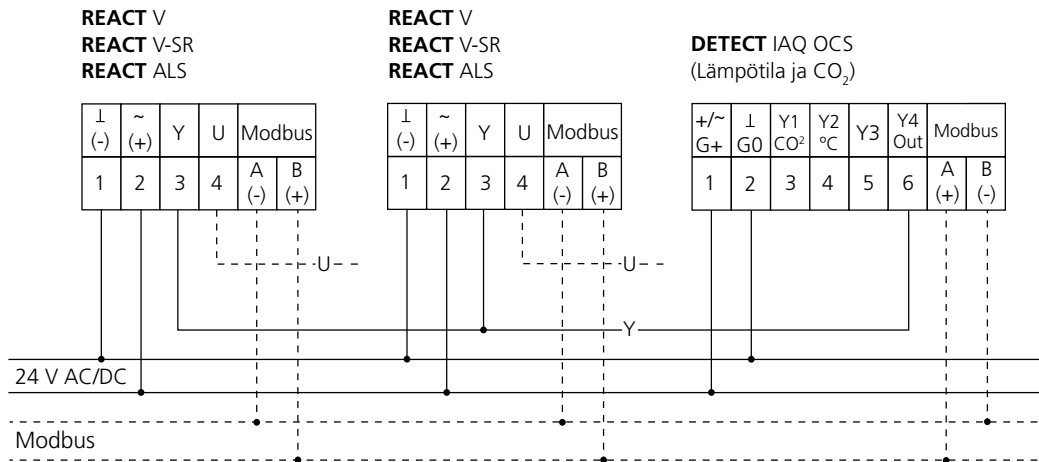 REACT V
REACT V-SR
REACT ALS
⊥ (-) ~ (+) Y U Modbus
1 2 3 4 A (-) B (+)
REACT V
REACT V-SR
REACT ALS
⊥ (-) ~ (+) Y U Modbus
1 2 3 4 A (-) B (+)
DETECT IAQ OCS
(Lämpötila ja CO₂)
+/~ G+ ⊥ G0 Y1 CO² Y2 ºC Y3 Y4 Out Modbus
1 2 3 4 5 6 A (+) B (-)
U
U
Y
24 V AC/DC
Modbus